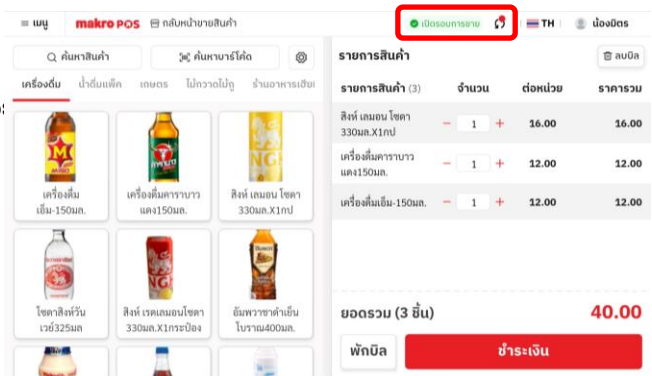 เมนู
makro POS
กลับหน้าขายสินค้า
เปิดรอบการขาย
TH
น้องมิตร
ค้นหาสินค้า
ค้นหาบาร์โค้ด
รายการสินค้า
ลบบิล
เครื่องดื่ม
น้ำดื่มแพ็ค
เกษตร
ไม้กวาดไม้ถู
ร้านอาหารเฮีย
รายการสินค้า (3)
จำนวน
ต่อหน่วย
ราคารวม
สิงห์ เลมอน โซดา
330มล.X1กป
- 1 +
16.00
16.00
เครื่องดื่มคาราบาว
แดง150มล.
- 1 +
12.00
12.00
เครื่องดื่มเอ็ม-150มล.
- 1 +
12.00
12.00
เครื่องดื่ม
เอ็ม-150มล.
เครื่องดื่มคาราบาว
แดง150มล.
สิงห์ เลมอน โซดา
330มล.X1กป
โซดาสิงห์วัน
เวย์325มล
สิงห์ เรดเลมอนโซดา
330มล.X1กระป๋อง
อัมพวาชาดำเย็น
โบราณ400มล.
ยอดรวม (3 ชิ้น)
40.00
พักบิล
ชำระเงิน